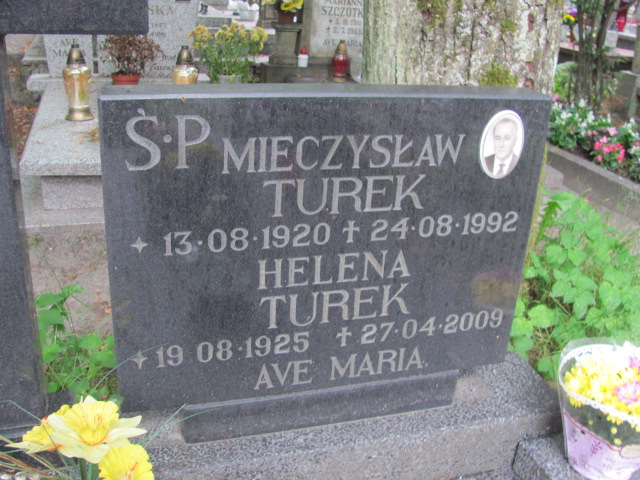 Ś.P MIECZYSŁAW
TUREK
13.08.1920 † 24.08.1992
HELENA
TUREK
19 08.1925 † 27.04.2009
AVE MARIA